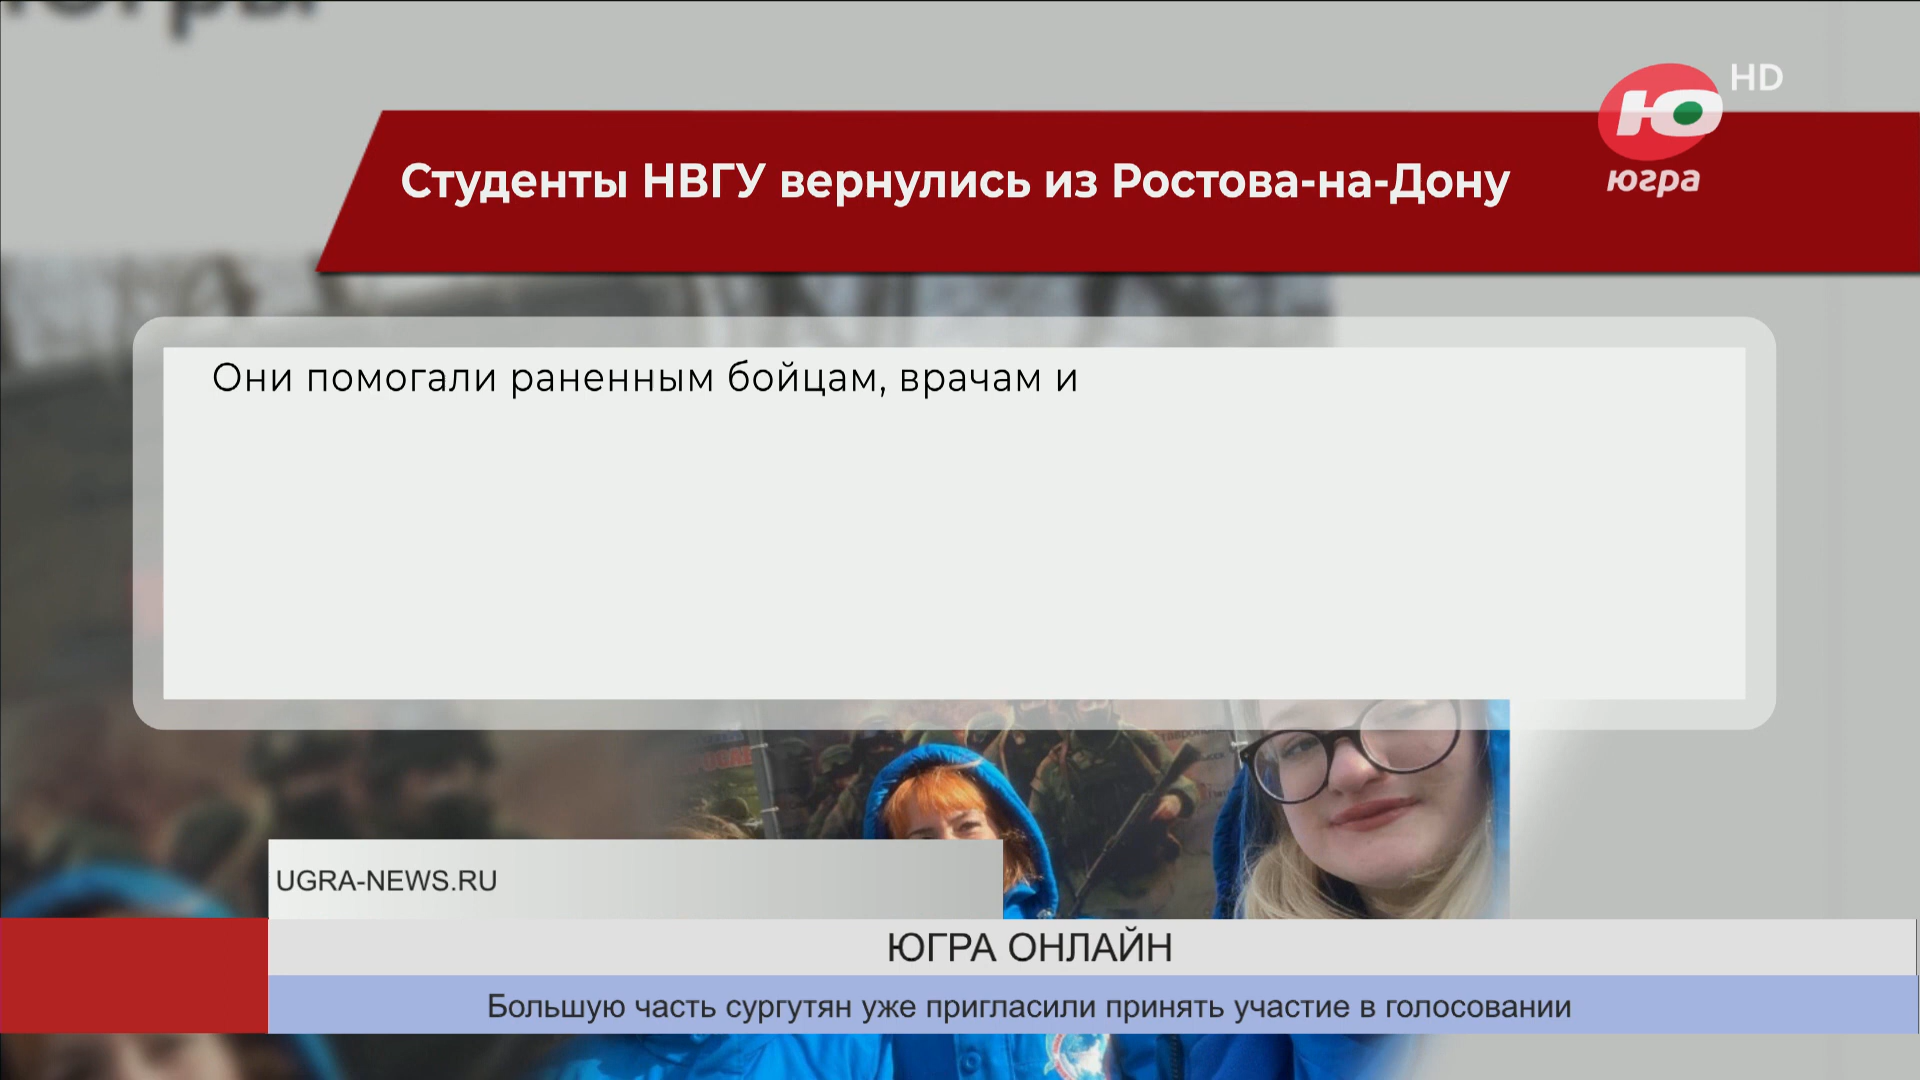 HD
Студенты НВГУ вернулись из Ростова-на-Дону
Ю
югра
Они помогали раненным бойцам, врачам и
UGRA-NEWS.RU
ЮГРА ОНЛАЙН
Большую часть сургутян уже пригласили принять участие в голосовании